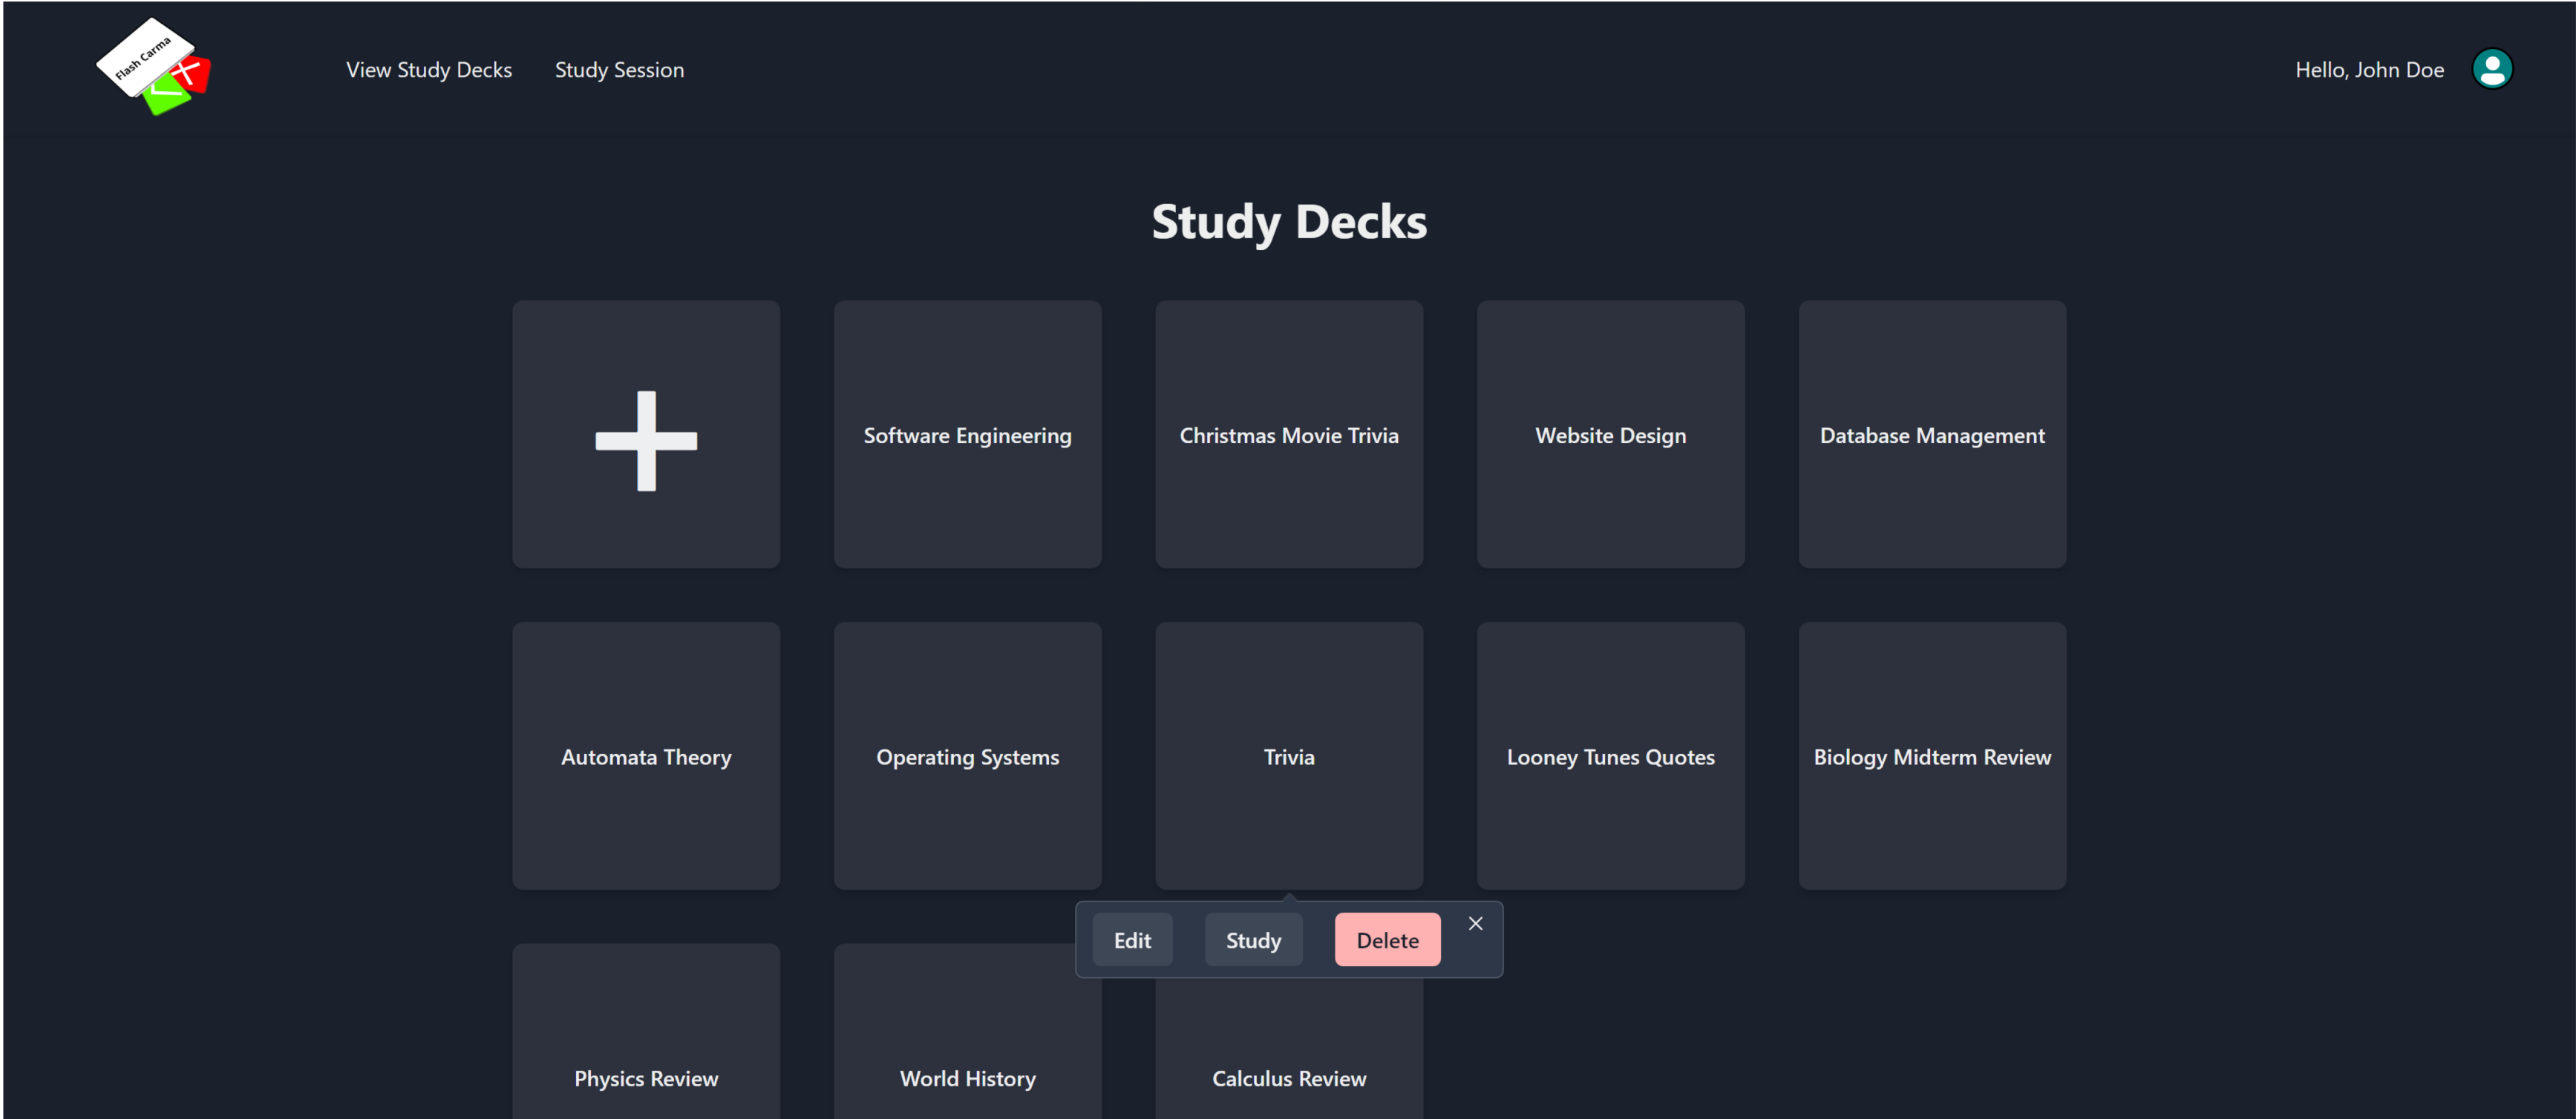 Flash Carma
View Study Decks
Study Session
Hello, John Doe
Study Decks
Software Engineering
Christmas Movie Trivia
Website Design
Database Management
Automata Theory
Operating Systems
Trivia
Looney Tunes Quotes
Biology Midterm Review
Edit
Study
Delete
Physics Review
World History
Calculus Review